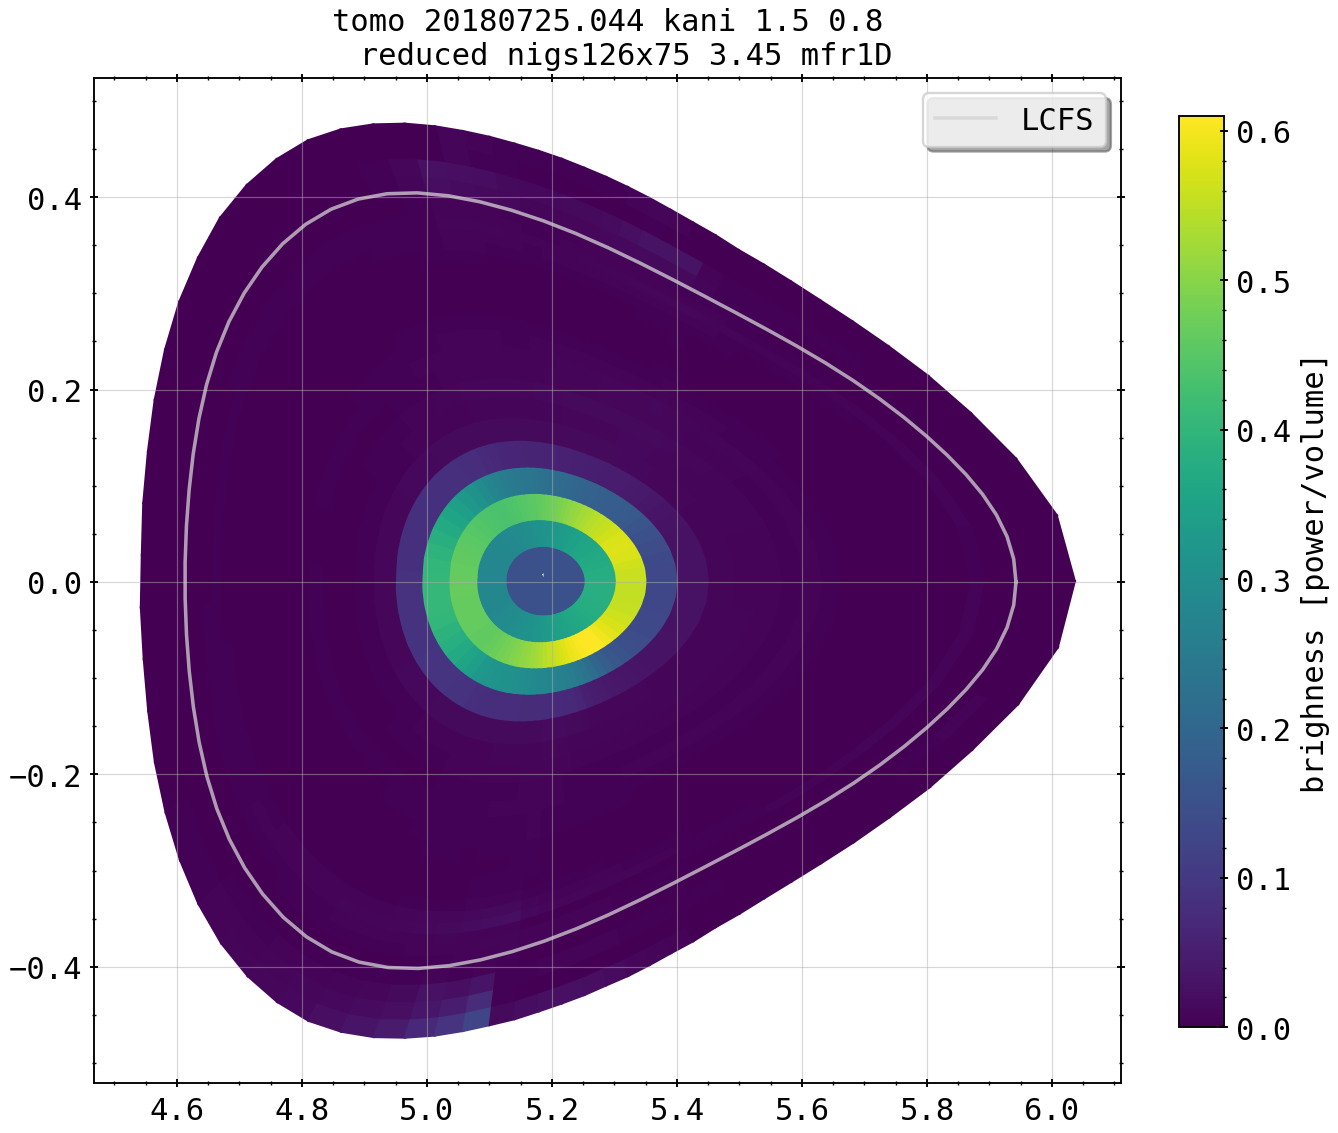 tomo 20180725.044 kani 1.5 0.8
reduced nigs126x75 3.45 mfr1D
LCFS
0.4
0.2
0.0
−0.2
−0.4
4.6 4.8 5.0 5.2 5.4 5.6 5.8 6.0
0.6
0.5
0.4
0.3
0.2
0.1
0.0
brighness [power/volume]